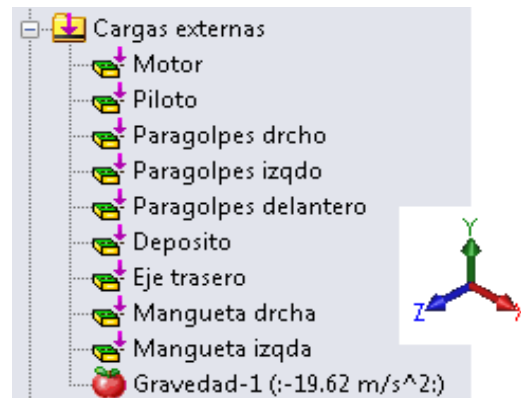 Cargas externas
Motor
Piloto
Paragolpes drcho
Paragolpes izqdo
Paragolpes delantero
Deposito
Eje trasero
Mangueta drcha
Mangueta izqda
Gravedad-1 (:-19.62 m/s^2:)
Y
Z
X